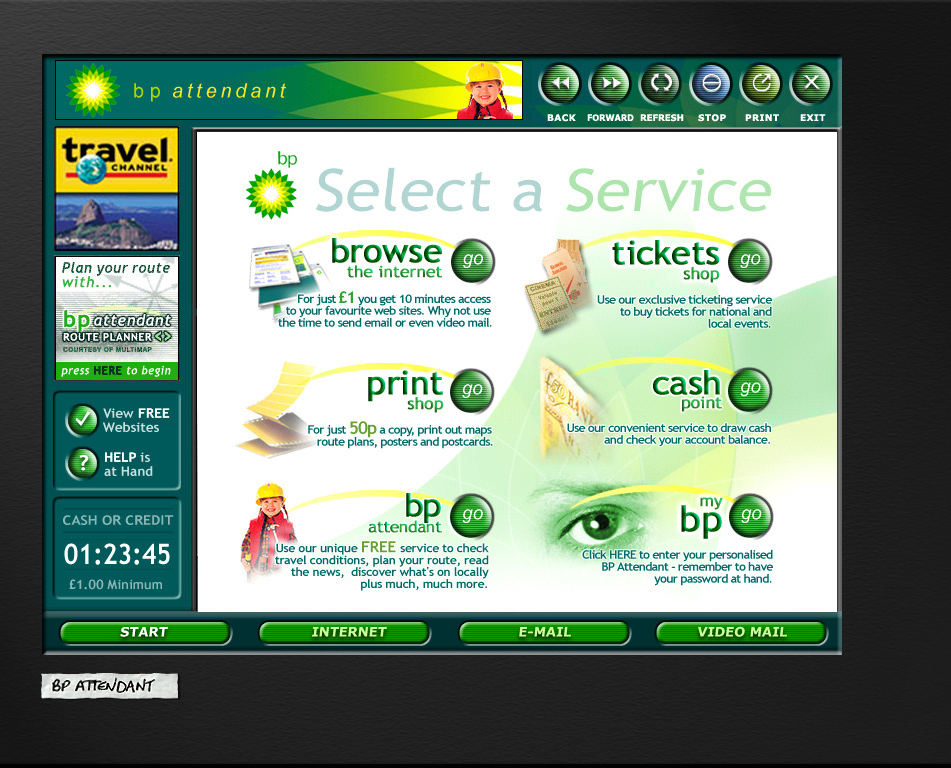 bp attendant
BACK
FORWARD
REFRESH
STOP
PRINT
EXIT
travel
CHANNEL
Plan your route
with...
bp attendant
ROUTE PLANNER
COURTESY OF MULTIMAP
press HERE to begin
View FREE
Websites
HELP is
at Hand
CASH OR CREDIT
01:23:45
£1.00 Minimum
bp
Select a Service
browse
the internet
go
For just £1 you get 10 minutes access
to your favourite web sites. Why not use
the time to send email or even video mail.
tickets
shop
go
CINEMA
Use our exclusive ticketing service
to buy tickets for national and
local events.
print
shop
go
For just 50p a copy, print out maps
route plans, posters and postcards.
cash
point
go
£50
Use our convenient service to draw cash
and check your account balance.
bp
attendant
go
Use our unique FREE service to check
travel conditions, plan your route, read
the news, discover what's on locally
plus much, much more.
my
bp
go
Click HERE to enter your personalised
BP Attendant - remember to have
your password at hand.
START
INTERNET
E-MAIL
VIDEO MAIL
BP ATTENDANT